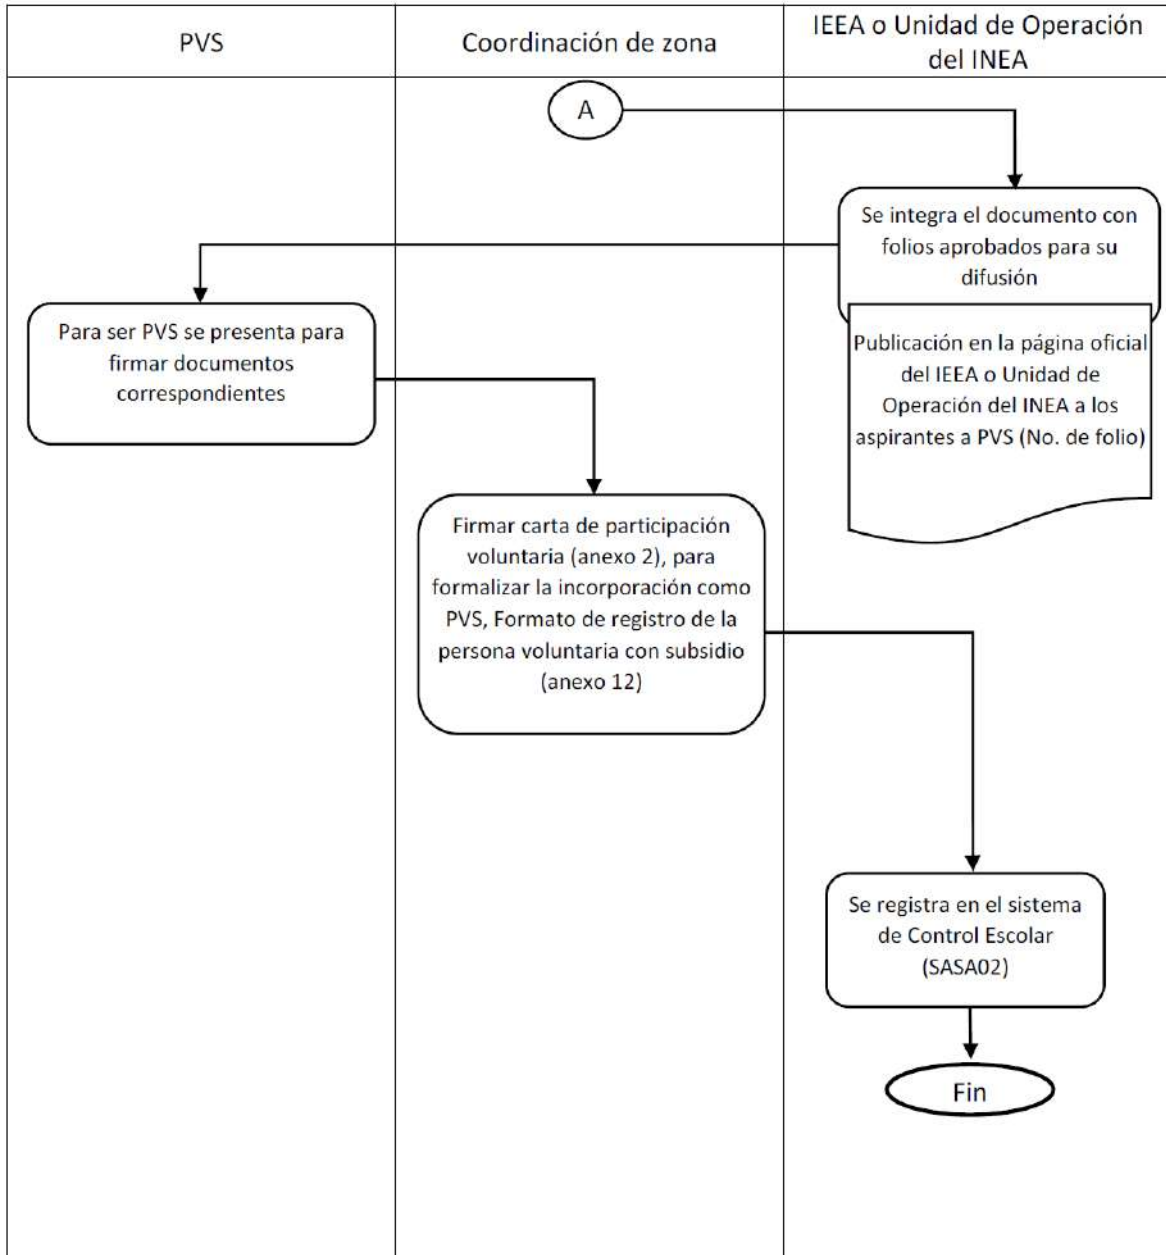 PVS
Coordinación de zona
IEEA o Unidad de Operación
del INEA
A
Se integra el documento con
folios aprobados para su
difusión
Publicación en la página oficial
del IEEA o Unidad de
Operación del INEA a los
aspirantes a PVS (No. de folio)
Para ser PVS se presenta para
firmar documentos
correspondientes
Firmar carta de participación
voluntaria (anexo 2), para
formalizar la incorporación como
PVS, Formato de registro de la
persona voluntaria con subsidio
(anexo 12)
Se registra en el sistema
de Control Escolar
(SASA02)
Fin